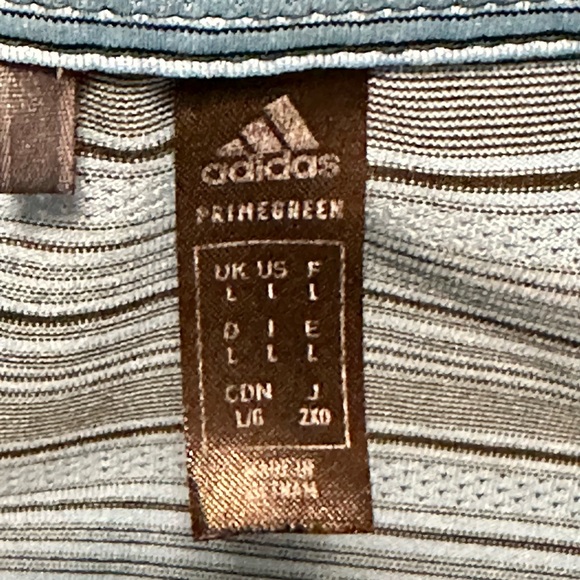 adidas
PRIMEGREEN
UK US F
L L L
D I E
L L L
CDN J
L/G 2XO
MADE IN
VIETNAM